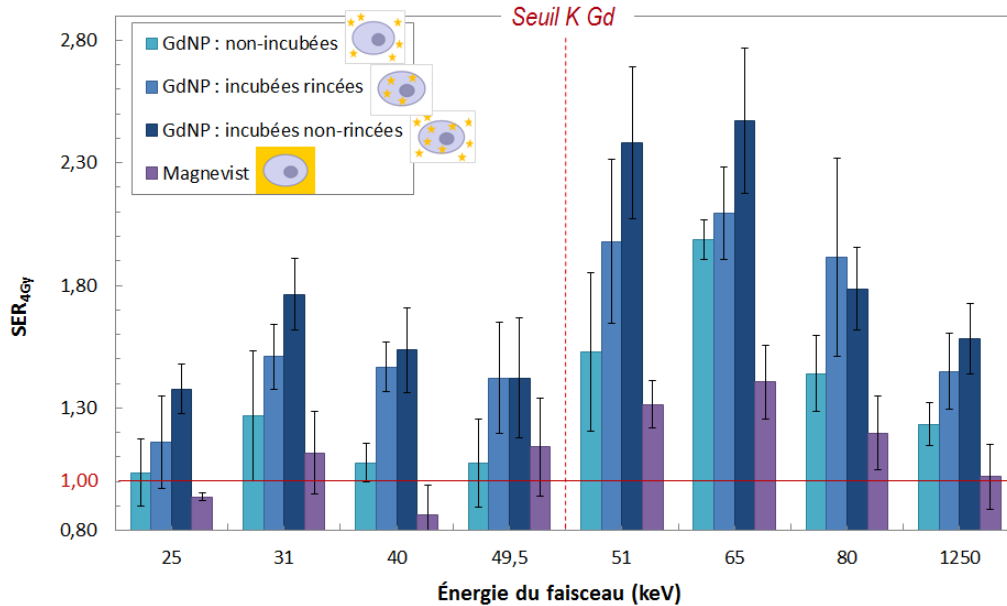 Seuil K Gd
2,80
2,30
1,80
1,30
1,00
0,80
SER4Gy
GdNP : non-incubées
GdNP : incubées rincées
GdNP : incubées non-rincées
Magnevist
25 31 40 49,5 51 65 80 1250
Énergie du faisceau (keV)